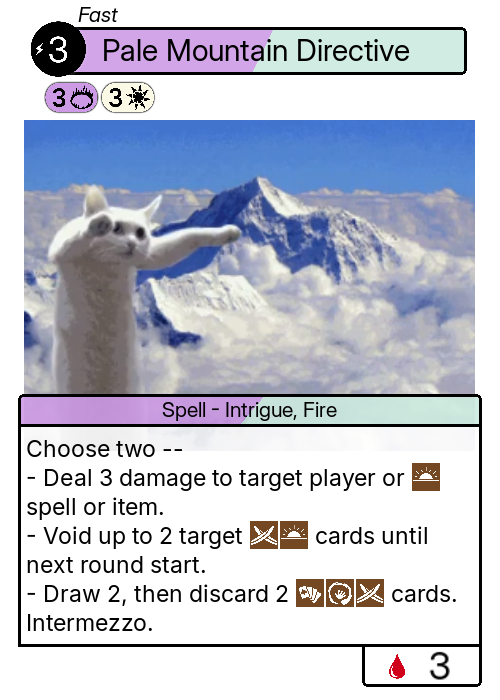 Fast
3 Pale Mountain Directive
3 3
Spell - Intrigue, Fire
Choose two --
- Deal 3 damage to target player or
spell or item.
- Void up to 2 target cards until
next round start.
- Draw 2, then discard 2 cards.
Intermezzo.
3